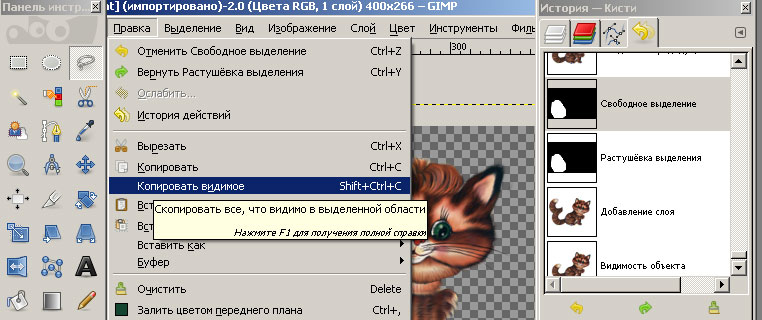 Панель инстр...
нт] (импортировано)-2.0 (Цвета RGB, 1 слой) 400x266 – GIMP
Правка Выделение Вид Изображение Слой Цвет Инструменты Фил
300
Отменить Свободное выделение Ctrl+Z
Вернуть Растушёвка выделения Ctrl+Y
Ослабить...
История действий
Вырезать Ctrl+X
Копировать Ctrl+C
Копировать видимое Shift+Ctrl+C
Скопировать все, что видимо в выделенной области
Нажмите F1 для получения полной справки
Вст
Вст
Вставить как
Буфер
Очистить Delete
Залить цветом переднего плана Ctrl+,
История — Кисти
Свободное выделение
Растушёвка выделения
Добавление слоя
Видимость объекта